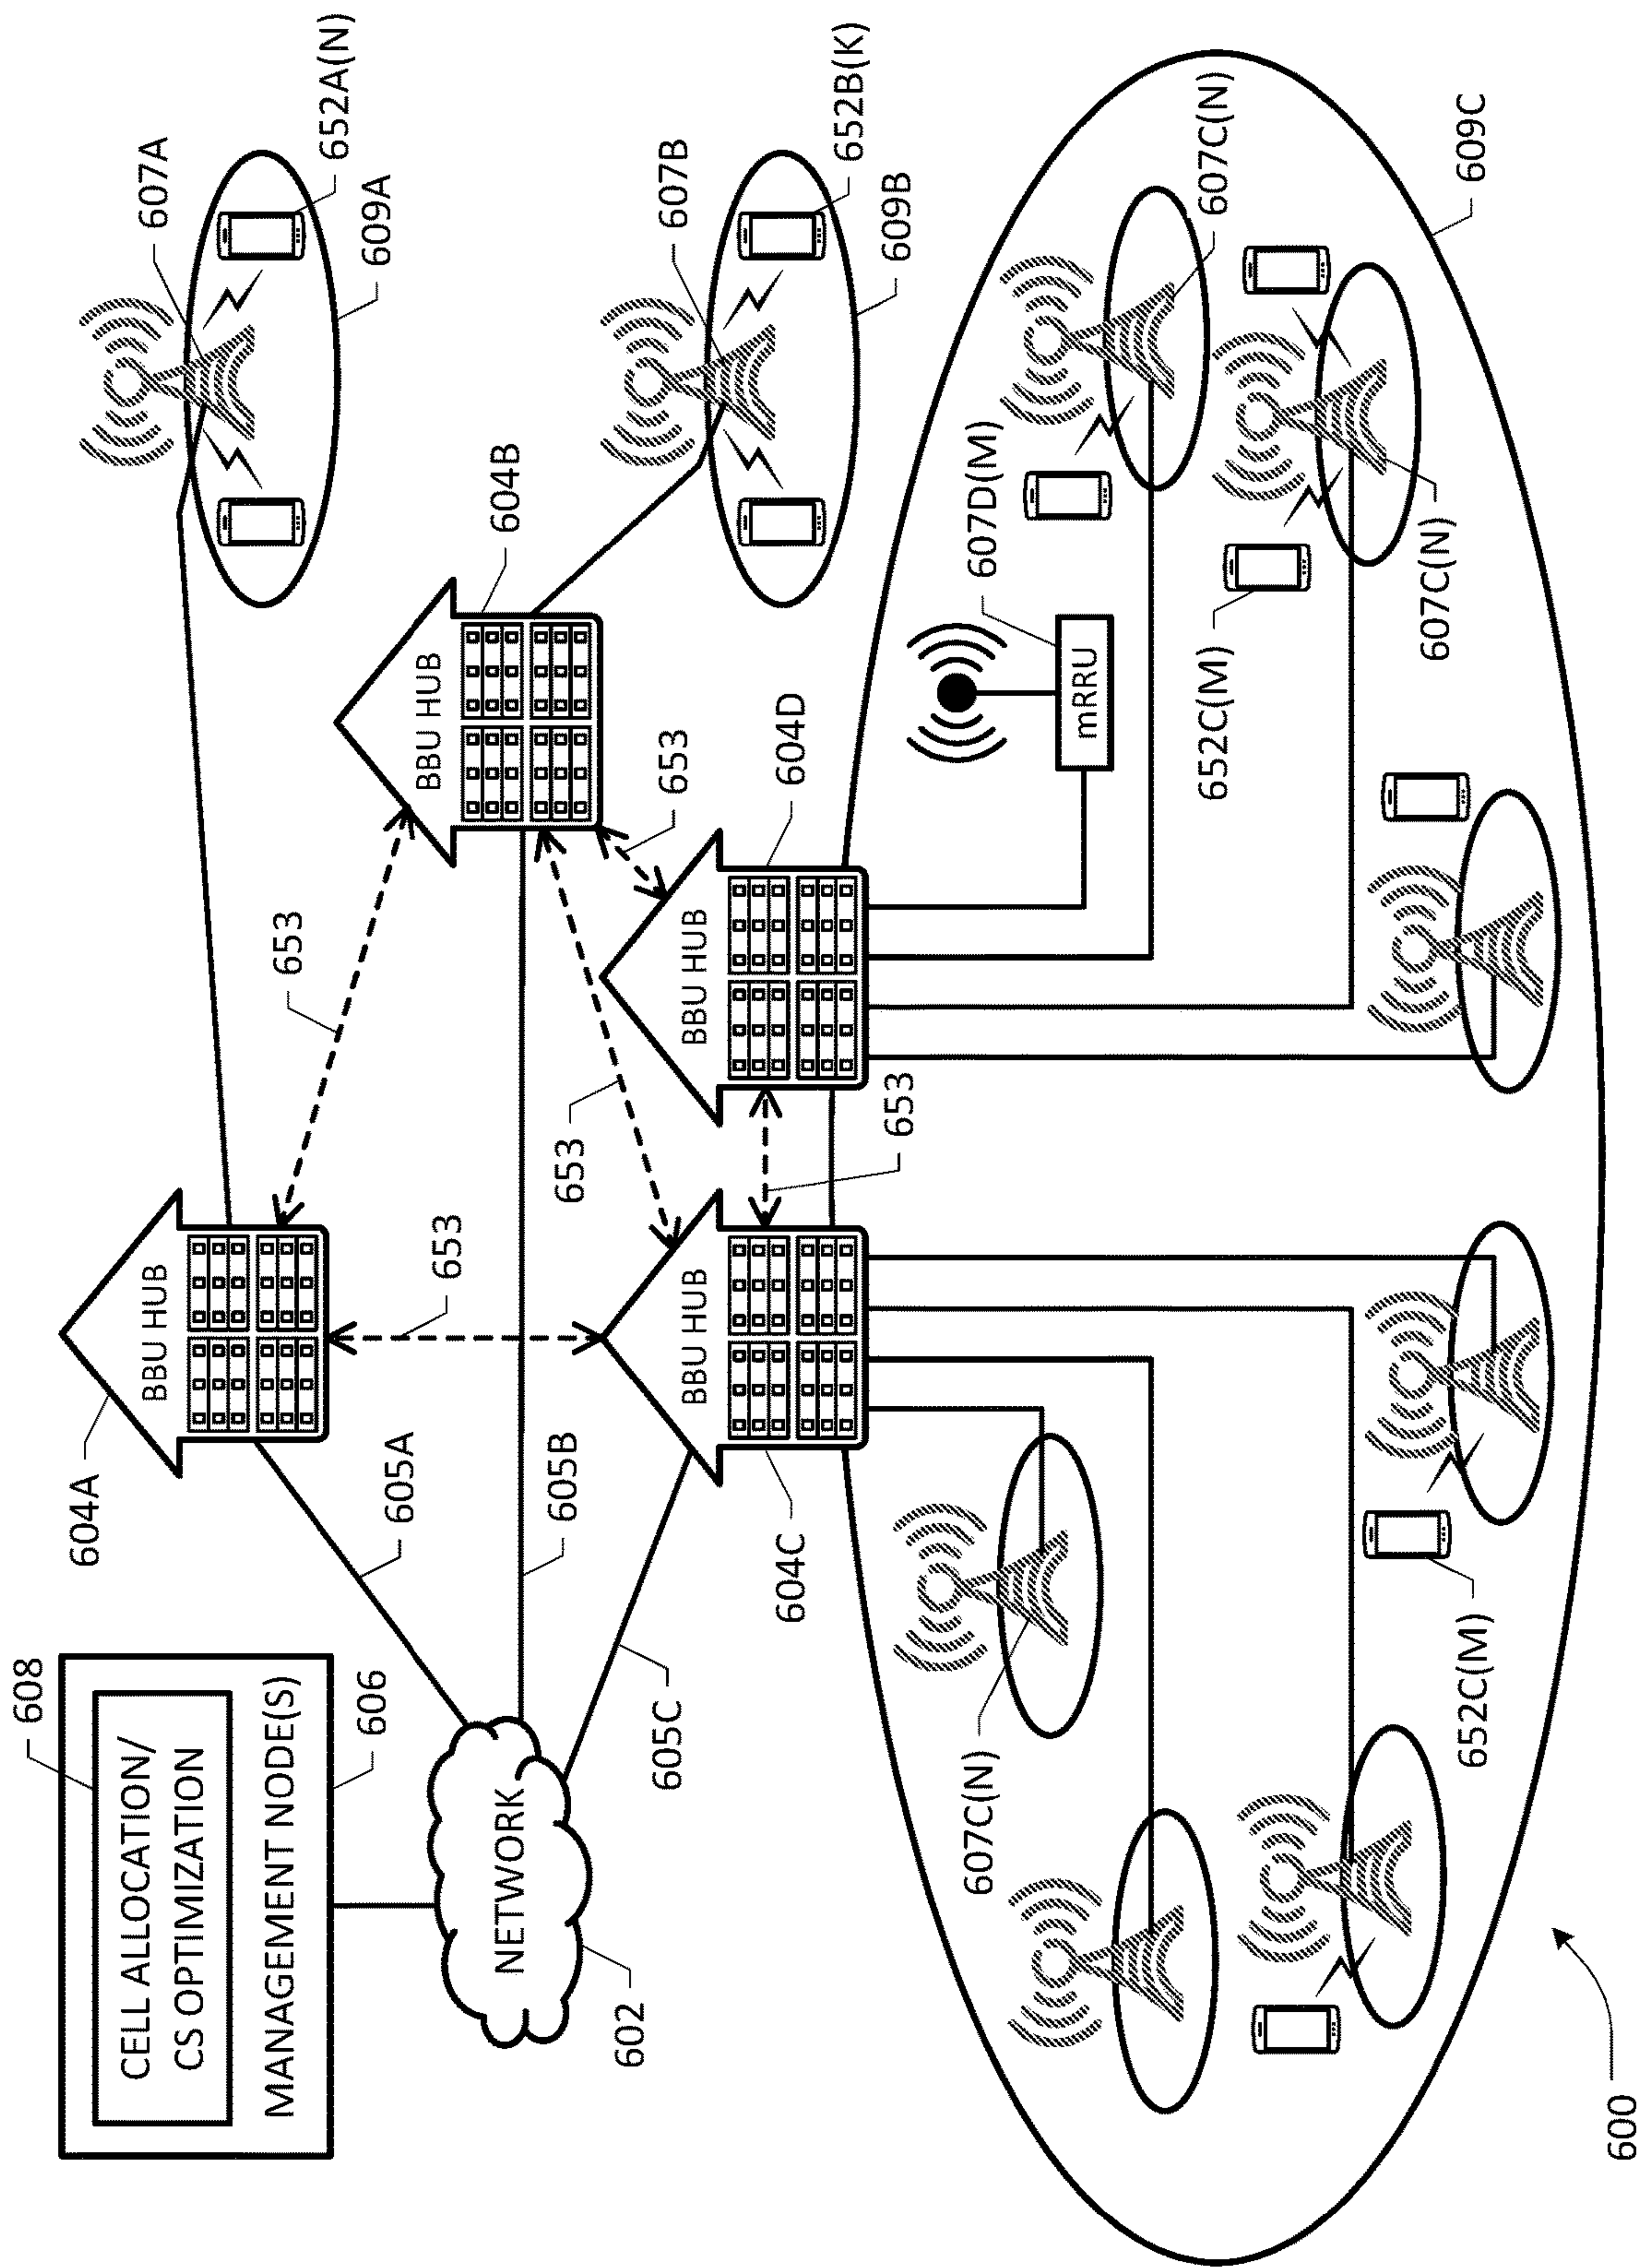 608
CELL ALLOCATION/
CS OPTIMIZATION
MANAGEMENT NODE(S)
606
NETWORK
602
604A
BBU HUB
605A
605B
605C
653
653
653
653
653
BBU HUB
604B
BBU HUB
604C
BBU HUB
604D
607A
652A(N)
609A
607B
652B(K)
609B
607D(M)
mRRU
607C(N)
652C(M)
607C(N)
609C
607C(N)
652C(M)
600